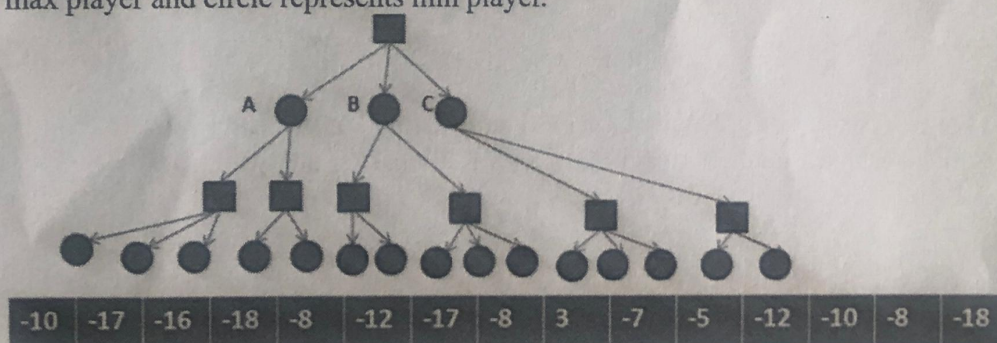 max player and circle represents min player.
A B C
-10 -17 -16 -18 -8 -12 -17 -8 3 -7 -5 -12 -10 -8 -18